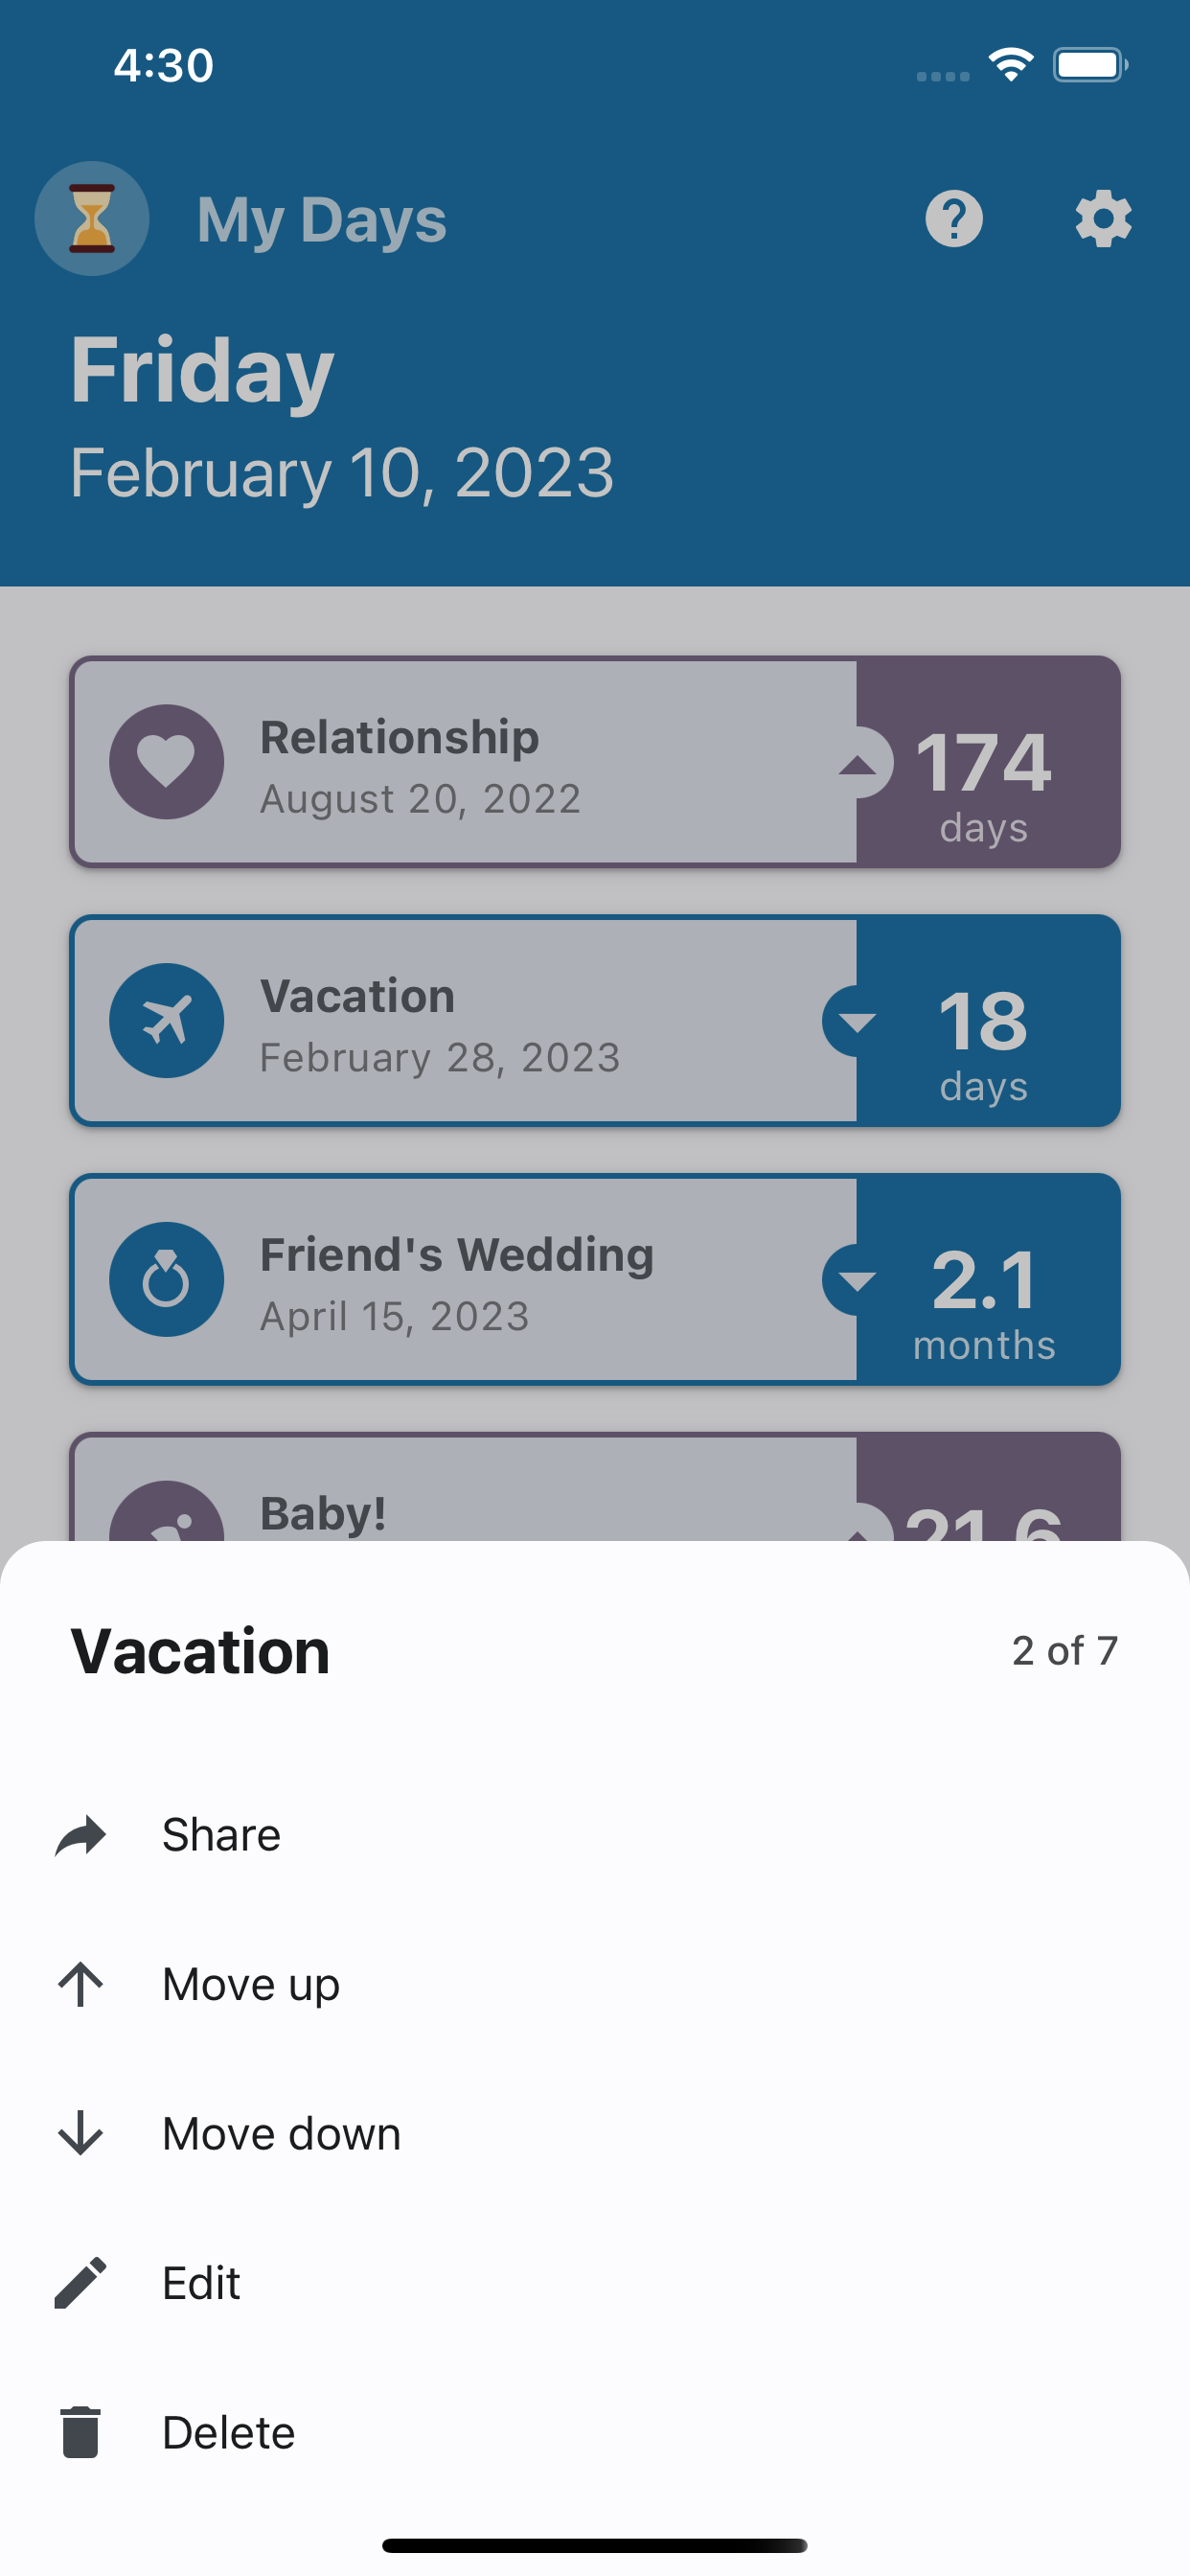 4:30
My Days
Friday
February 10, 2023
Relationship
August 20, 2022
174
days
Vacation
February 28, 2023
18
days
Friend's Wedding
April 15, 2023
2.1
months
Baby!
21.6
Vacation
2 of 7
Share
Move up
Move down
Edit
Delete